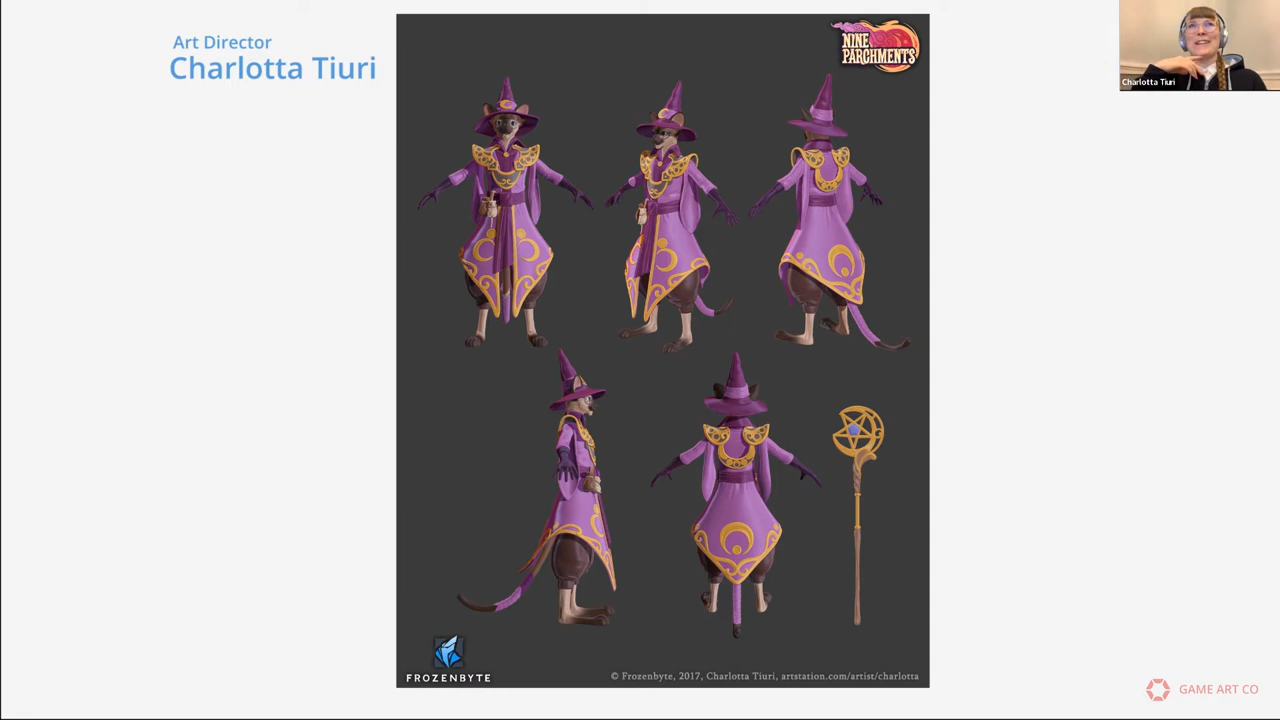 Art Director
Charlotta Tiuri
NINE
PARCHMENTS
Charlotta Tiuri
FROZENBYTE
© Frozenbyte, 2017, Charlotta Tiuri, artstation.com/artist/charlotta
GAME ART CO